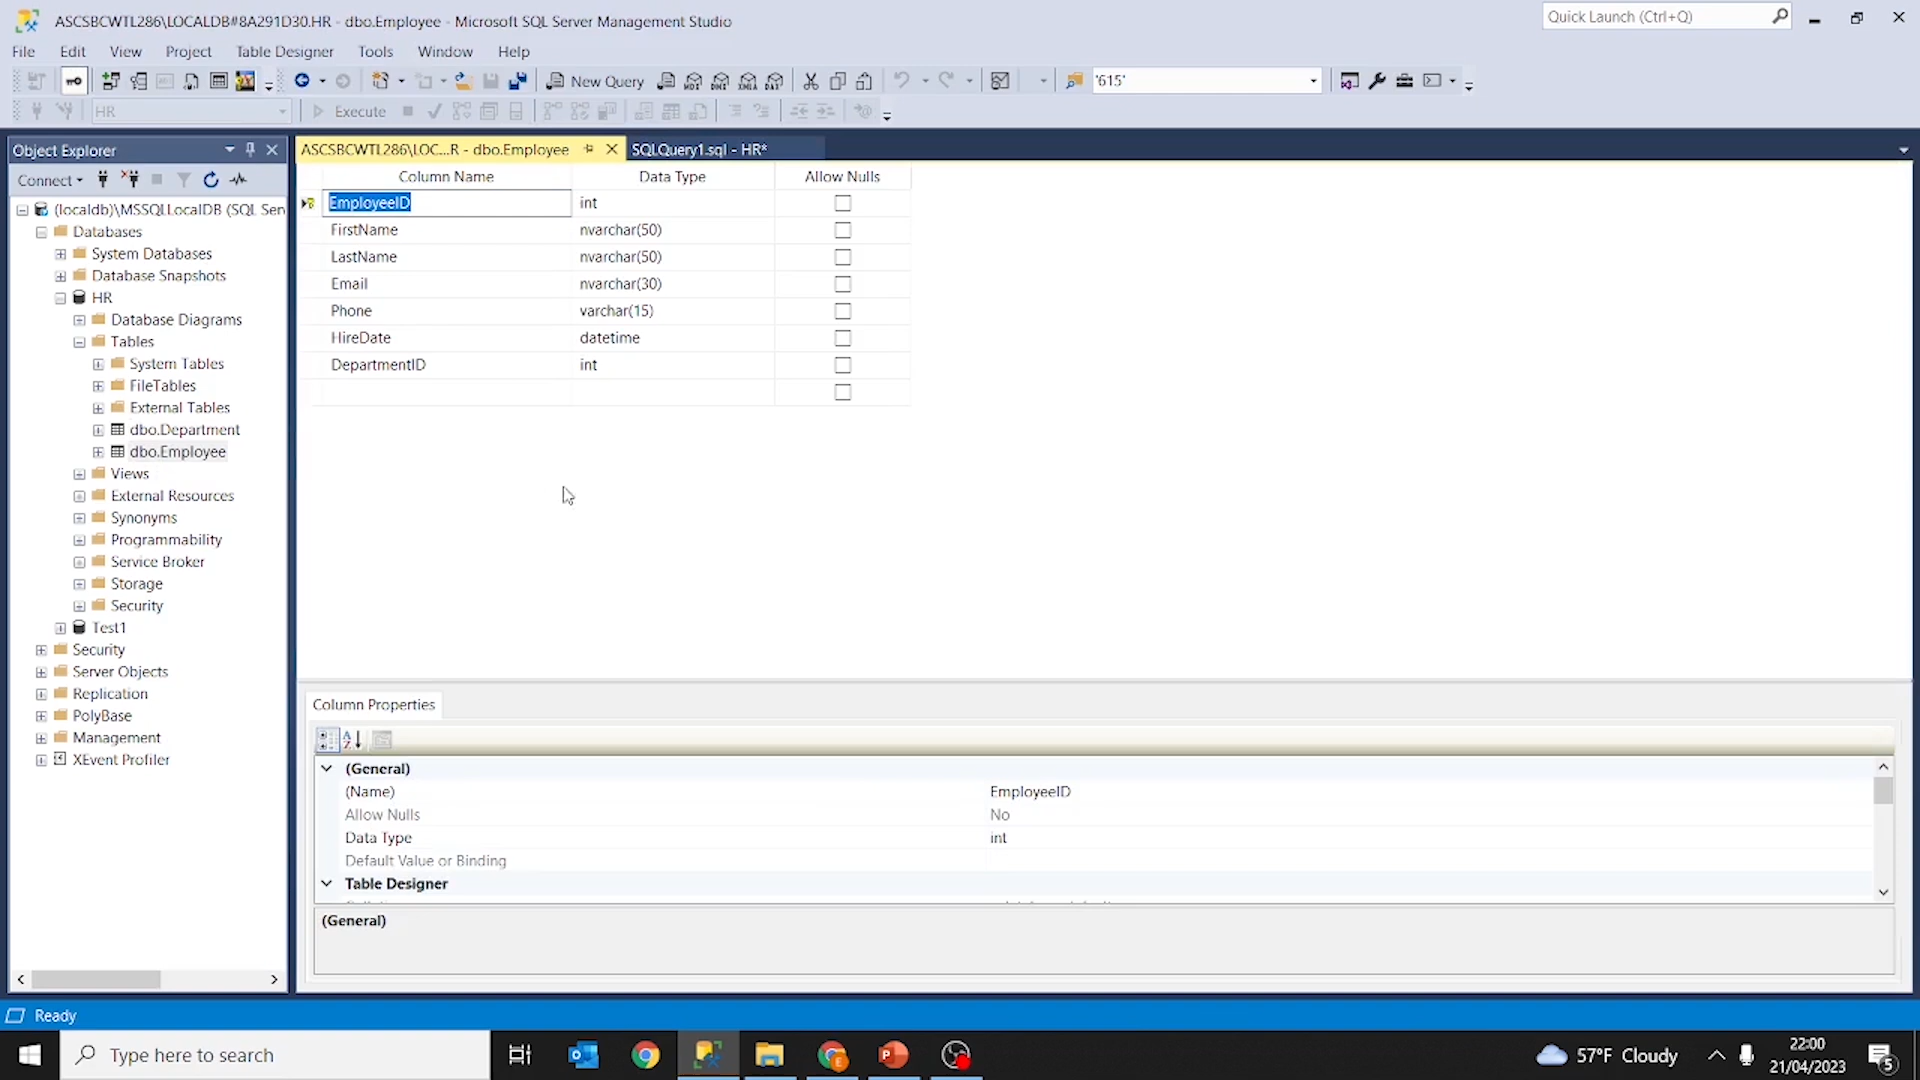 ASCSBCWTL286\LOCALDB#8A291D30.HR - dbo.Employee - Microsoft SQL Server Management Studio
Quick Launch (Ctrl+Q)
File Edit View Project Table Designer Tools Window Help
New Query
'615'
HR
Execute
Object Explorer
ASCSBCWTL286\LOC...R - dbo.Employee
SQLQuery1.sql - HR*
Connect
(localdb)\MSSQLLocalDB (SQL Ser
Databases
System Databases
Database Snapshots
HR
Database Diagrams
Tables
System Tables
FileTables
External Tables
dbo.Department
dbo.Employee
Views
External Resources
Synonyms
Programmability
Service Broker
Storage
Security
Test1
Security
Server Objects
Replication
PolyBase
Management
XEvent Profiler
Column Name Data Type Allow Nulls
EmployeeID int
FirstName nvarchar(50)
LastName nvarchar(50)
Email nvarchar(30)
Phone varchar(15)
HireDate datetime
DepartmentID int
Column Properties
(General)
(Name) EmployeeID
Allow Nulls No
Data Type int
Default Value or Binding
Table Designer
(General)
Ready
Type here to search
57°F Cloudy
22:00
21/04/2023
5